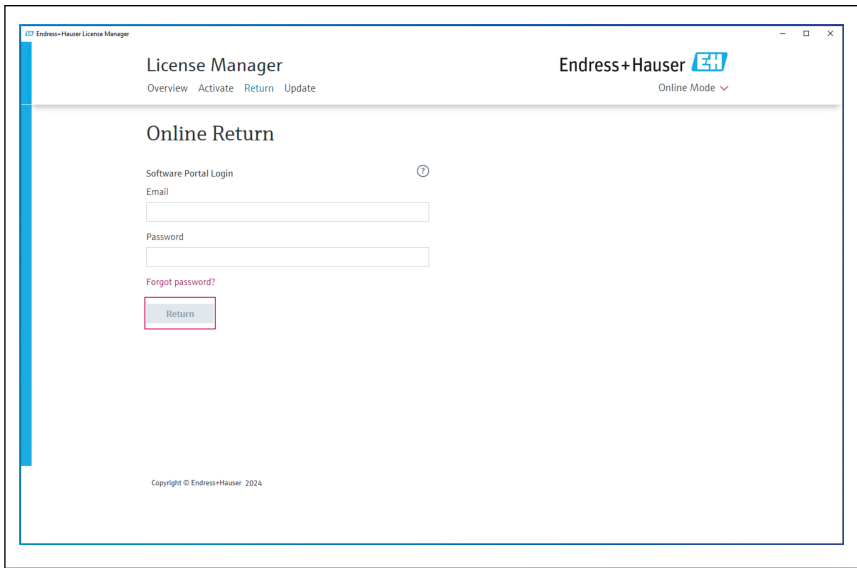 Endress+Hauser License Manager
License Manager
Endress+Hauser EH
Overview Activate Return Update
Online Mode
Online Return
Software Portal Login ?
Email
Password
Forgot password?
Return
Copyright © Endress+Hauser 2024